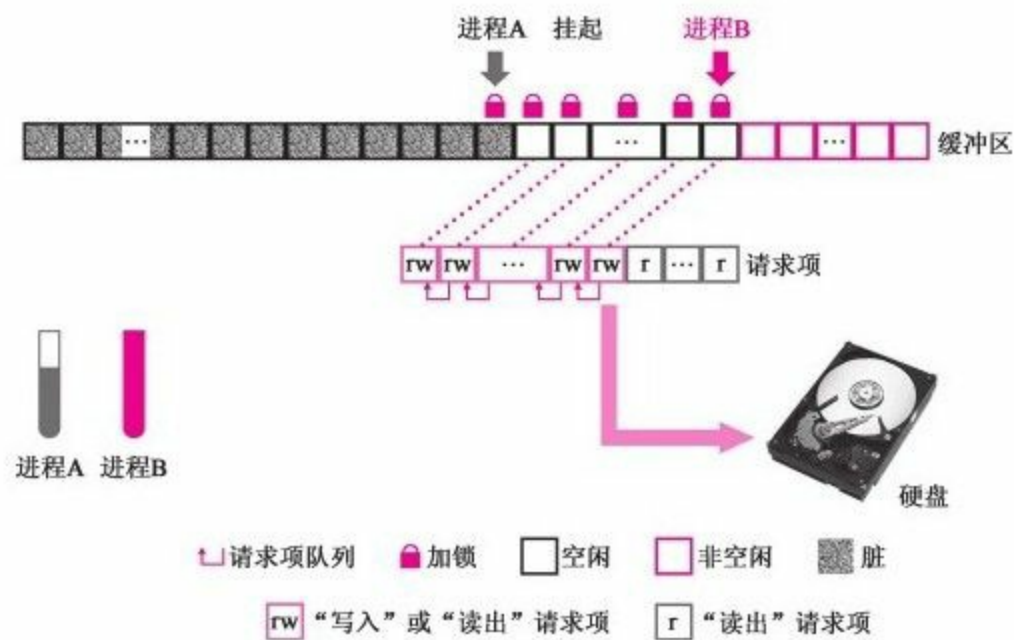 进程A 挂起 进程B
… … … 缓冲区
rw rw … rw rw r … r 请求项
进程A 进程B
硬盘
请求项队列 加锁 空闲 非空闲 脏
rw “写入”或“读出”请求项 r “读出”请求项